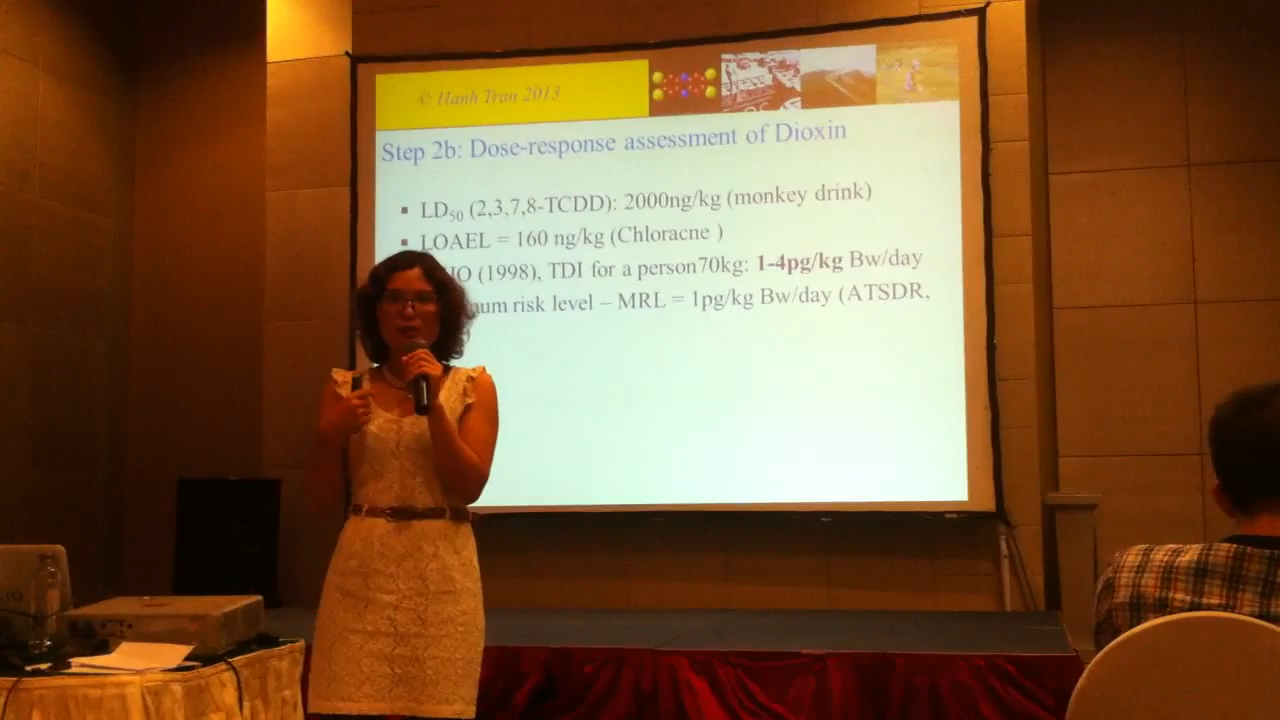 © Hanh Tran 2013
Step 2b: Dose-response assessment of Dioxin
▪ LD50 (2,3,7,8-TCDD): 2000ng/kg (monkey drink)
▪ LOAEL = 160 ng/kg (Chloracne )
(1998), TDI for a person70kg: 1-4pg/kg Bw/day
risk level – MRL = 1pg/kg Bw/day (ATSDR,